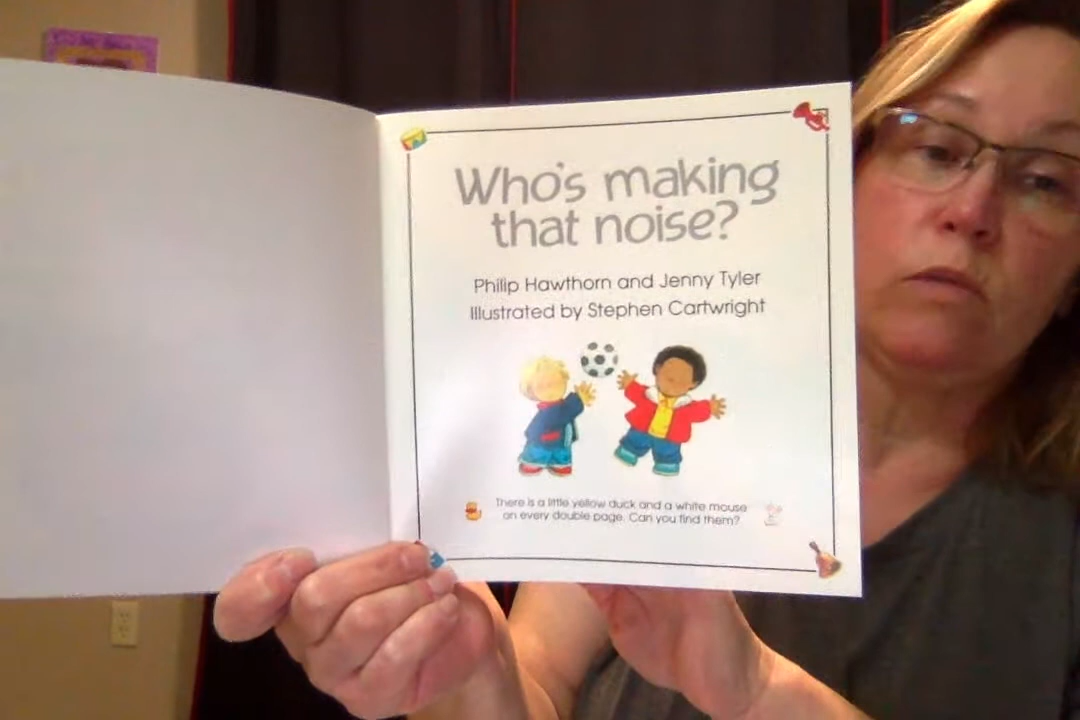 Who's making
that noise?
Philip Hawthorn and Jenny Tyler
Illustrated by Stephen Cartwright
There is a little yellow duck and a white mouse
on every double page. Can you find them?